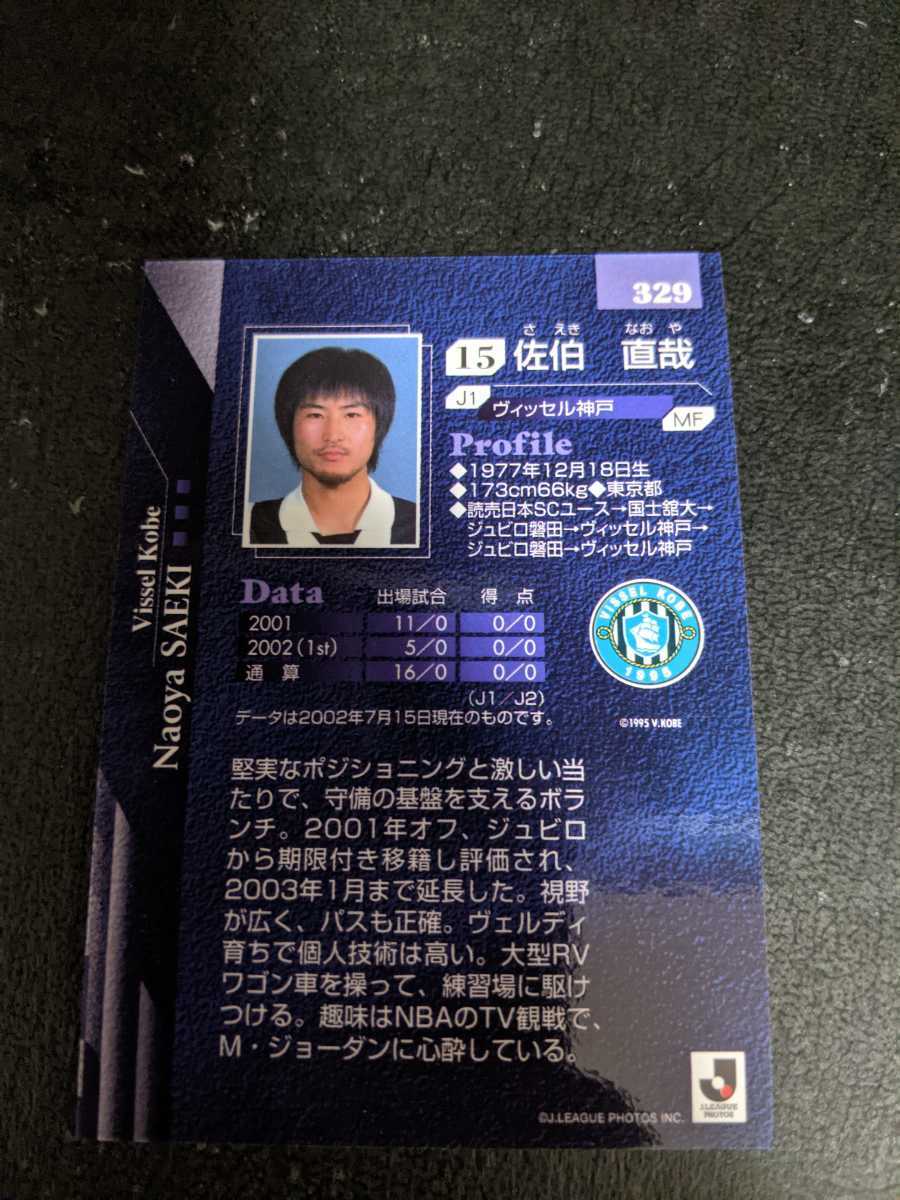 329
さ えき なお や
15 佐伯 直哉
J1 ヴィッセル神戸
MF
Profile
◆1977年12月18日生
◆173cm66kg◆東京都
◆読売日本SCユース→国士舘大→
ジュビロ磐田→ヴィッセル神戸→
ジュビロ磐田→ヴィッセル神戸
Vissel Kobe
Naoya SAEKI
Data 出場試合 得 点
2001 11/0 0/0
2002(1st) 5/0 0/0
通 算 16/0 0/0
(J1/J2)
データは2002年7月15日現在のものです。
VISSEL KOBE
1995
©1995 V.KOBE
堅実なポジショニングと激しい当
たりで、守備の基盤を支えるボラ
ンチ。2001年オフ、ジュビロ
から期限付き移籍し評価され、
2003年1月まで延長した。視野
が広く、パスも正確。ヴェルディ
育ちで個人技術は高い。大型RV
ワゴン車を操って、練習場に駆け
つける。趣味はNBAのTV観戦で、
M・ジョーダンに心酔している。
J.LEAGUE
PHOTOS
©J.LEAGUE PHOTOS INC.